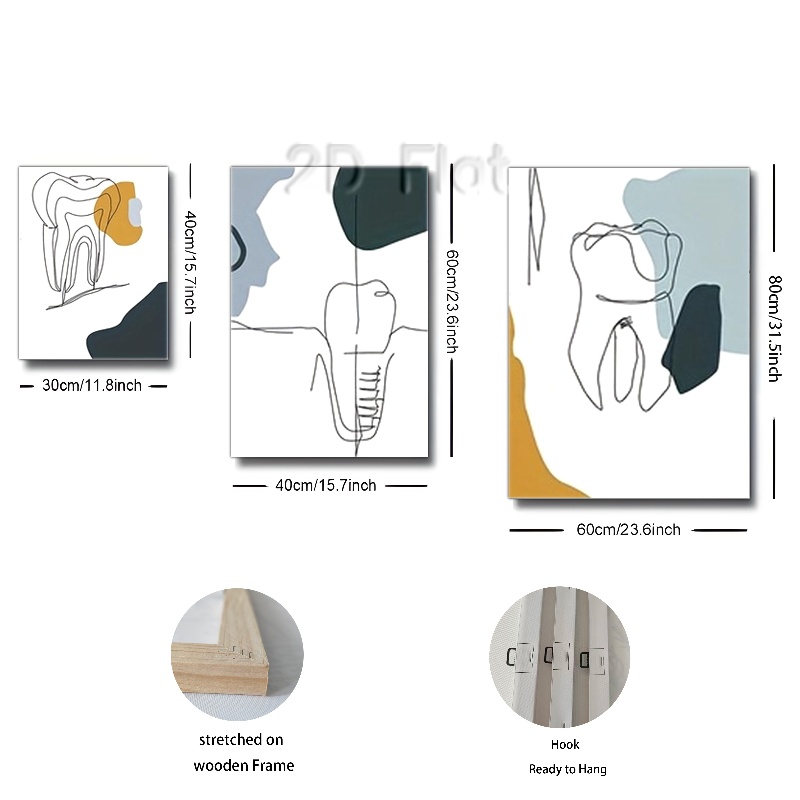 2D Flat
40cm/15.7inch
30cm/11.8inch
60cm/23.6inch
40cm/15.7inch
80cm/31.5inch
60cm/23.6inch
stretched on
wooden Frame
Hook
Ready to Hang